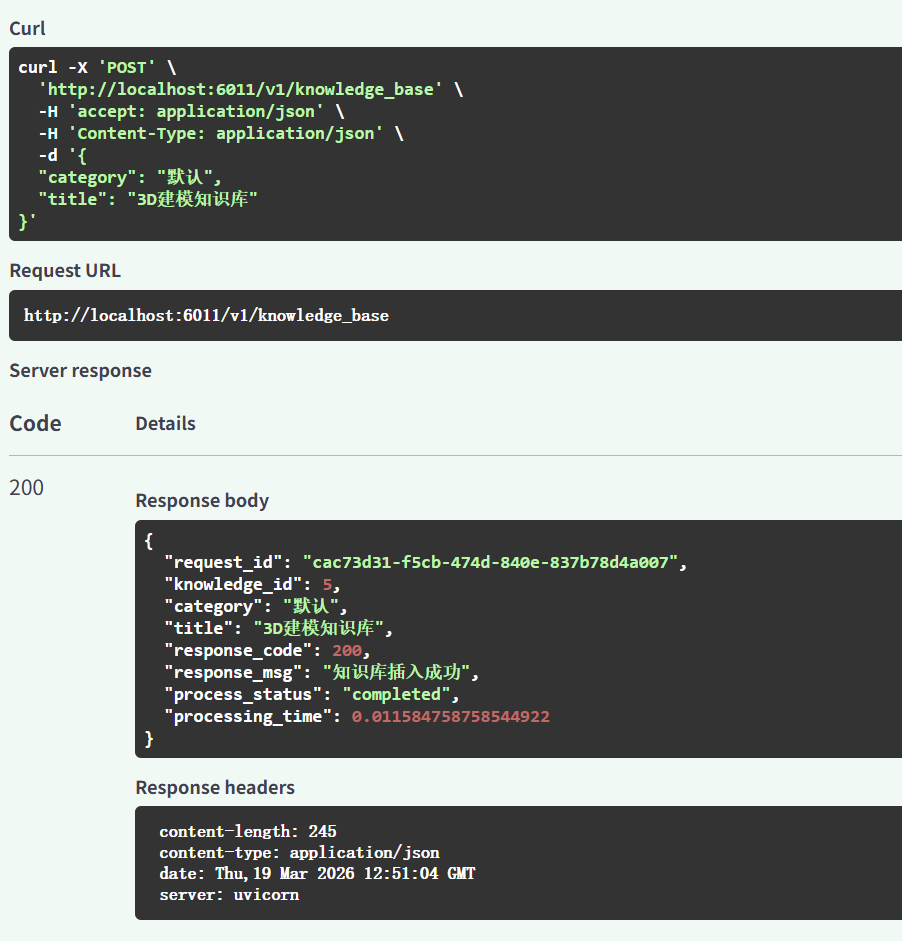 Curl
curl -X 'POST' \
'http://localhost:6011/v1/knowledge_base' \
-H 'accept: application/json' \
-H 'Content-Type: application/json' \
-d '{
"category": "默认",
"title": "3D建模知识库"
}'
Request URL
http://localhost:6011/v1/knowledge_base
Server response
Code Details
200
Response body
{
"request_id": "cac73d31-f5cb-474d-840e-837b78d4a007",
"knowledge_id": 5,
"category": "默认",
"title": "3D建模知识库",
"response_code": 200,
"response_msg": "知识库插入成功",
"process_status": "completed",
"processing_time": 0.011584758758544922
}
Response headers
content-length: 245
content-type: application/json
date: Thu,19 Mar 2026 12:51:04 GMT
server: uvicorn